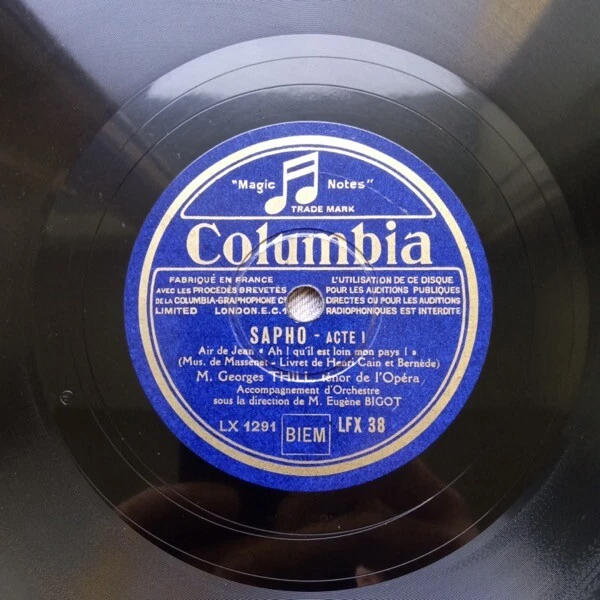 "Magic Notes"
TRADE MARK
Columbia
FABRIQUÉ EN FRANCE
AVEC LES PROCÉDÉS BREVETÉS
DE LA COLUMBIA-GRAPHOPHONE Cº
LIMITED LONDON.E.C.1
L'UTILISATION DE CE DISQUE
POUR LES AUDITIONS PUBLIQUES
DIRECTES OU POUR LES AUDITIONS
RADIOPHONIQUES EST INTERDITE
SAPHO - ACTE I
Air de Jean « Ah ! qu'il est loin mon pays ! »
(Mus. de Massenet - Livret de Henri Cain et Bernède)
M. Georges THILL ténor de l'Opéra
Accompagnement d'Orchestre
sous la direction de M. Eugène BIGOT
LX 1291 BIEM LFX 38